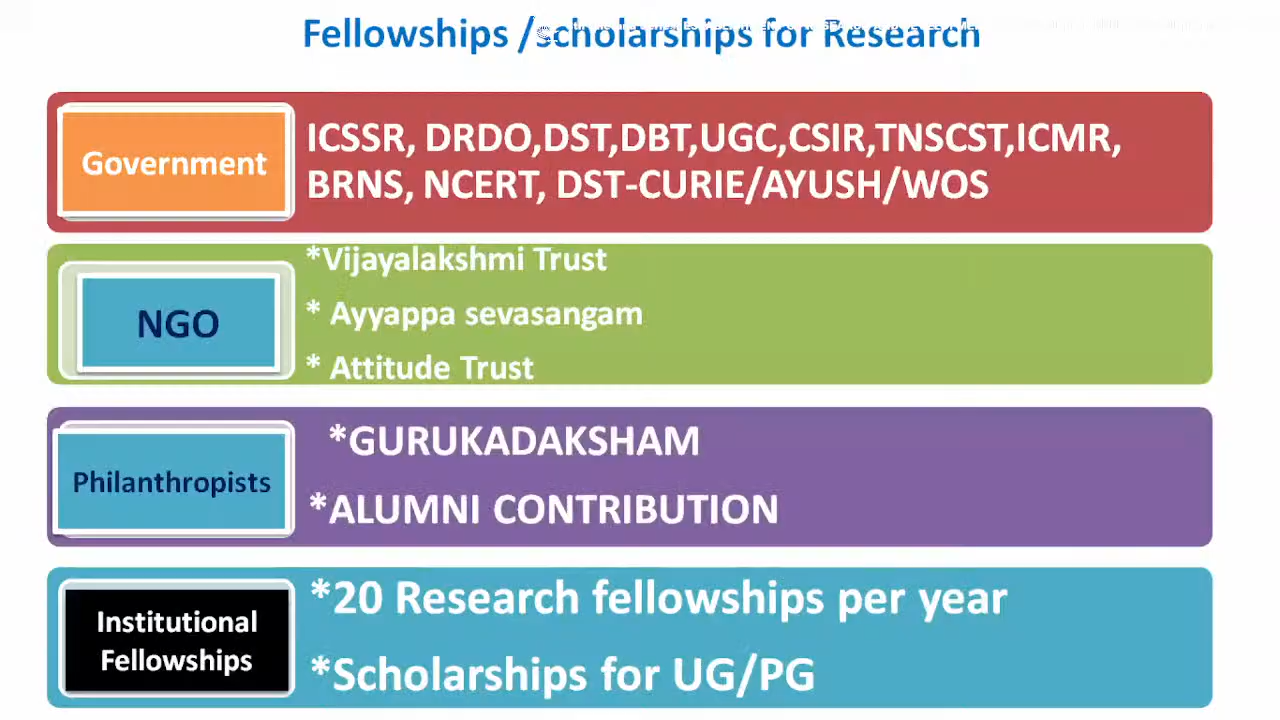 Fellowships /scholarships for Research
Government
ICSSR, DRDO,DST,DBT,UGC,CSIR,TNSCST,ICMR,
BRNS, NCERT, DST-CURIE/AYUSH/WOS
NGO
*Vijayalakshmi Trust
* Ayyappa sevasangam
* Attitude Trust
Philanthropists
*GURUKADAKSHAM
*ALUMNI CONTRIBUTION
Institutional
Fellowships
*20 Research fellowships per year
*Scholarships for UG/PG